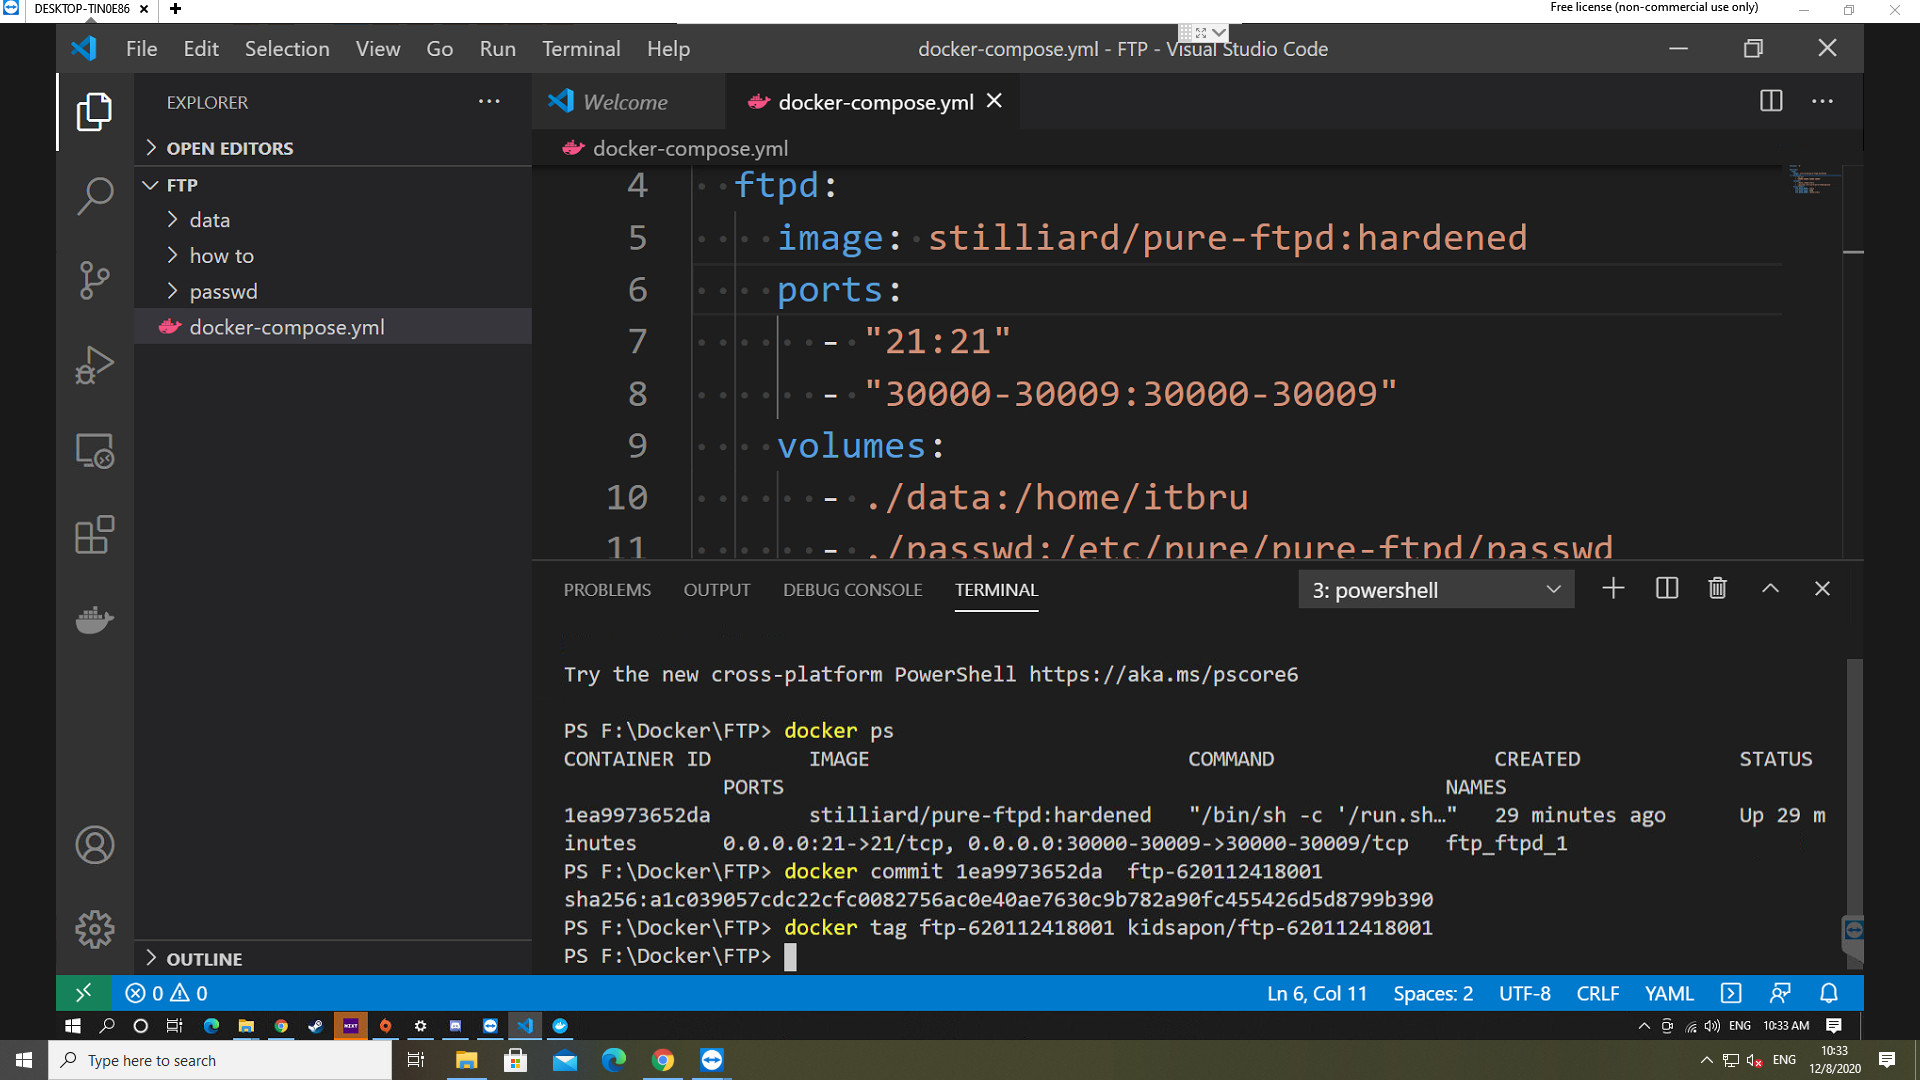 DESKTOP-TIN0E86
Free license (non-commercial use only)
File Edit Selection View Go Run Terminal Help
docker-compose.yml - FTP - Visual Studio Code
EXPLORER
OPEN EDITORS
FTP
data
how to
passwd
docker-compose.yml
OUTLINE
Welcome
docker-compose.yml
docker-compose.yml
4 ftpd:
5 image: stilliard/pure-ftpd:hardened
6 ports:
7 - "21:21"
8 - "30000-30009:30000-30009"
9 volumes:
10 - ./data:/home/itbru
11 - ./passwd:/etc/pure/pure-ftpd/passwd
PROBLEMS OUTPUT DEBUG CONSOLE TERMINAL
3: powershell
Try the new cross-platform PowerShell https://aka.ms/pscore6
PS F:\Docker\FTP> docker ps
CONTAINER ID IMAGE COMMAND CREATED STATUS
PORTS NAMES
1ea9973652da stilliard/pure-ftpd:hardened "/bin/sh -c '/run.sh…" 29 minutes ago Up 29 m
inutes 0.0.0.0:21->21/tcp, 0.0.0.0:30000-30009->30000-30009/tcp ftp_ftpd_1
PS F:\Docker\FTP> docker commit 1ea9973652da ftp-620112418001
sha256:a1c039057cdc22cfc0082756ac0e40ae7630c9b782a90fc455426d5d8799b390
PS F:\Docker\FTP> docker tag ftp-620112418001 kidsapon/ftp-620112418001
PS F:\Docker\FTP>
0 0
Ln 6, Col 11 Spaces: 2 UTF-8 CRLF YAML
NEXT
ENG 10:33 AM
Type here to search
ENG
10:33
12/8/2020